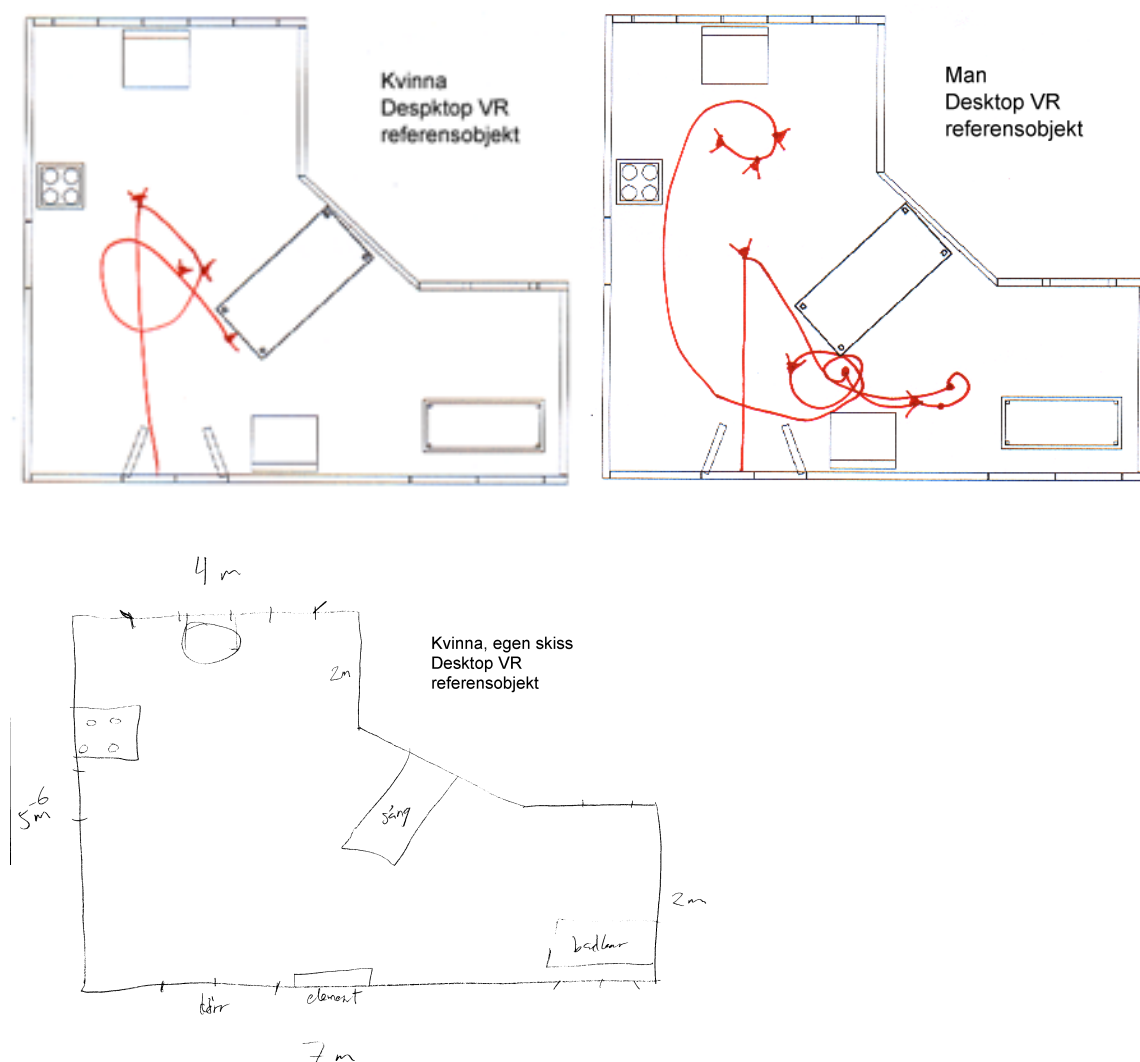 Kvinna
Despktop VR
referensobjekt
Man
Desktop VR
referensobjekt
4 m
Kvinna, egen skiss
Desktop VR
referensobjekt
2m
säng
5-6
m
2m
badkar
dörr
element
7 m